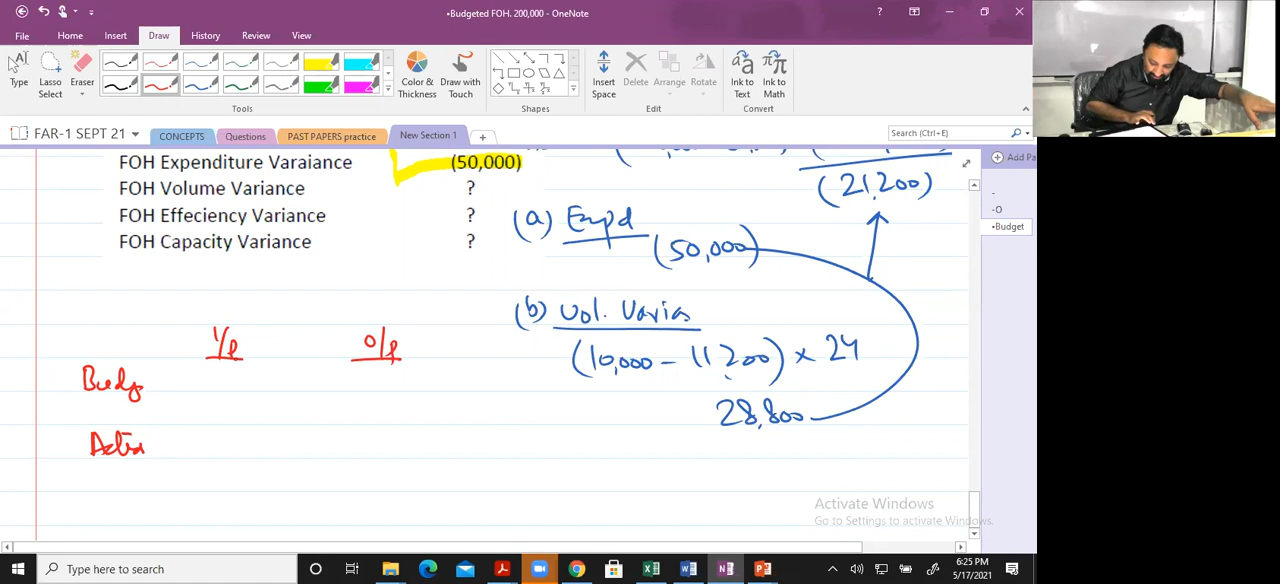 •Budgeted FOH. 200,000 - OneNote
File Home Insert Draw History Review View
Type Lasso Select Eraser Color & Thickness Draw with Touch Insert Space Delete Arrange Rotate Ink to Text Ink to Math
Tools Shapes Edit Convert
FAR-1 SEPT 21 CONCEPTS Questions PAST PAPERS practice New Section 1 Search (Ctrl+E)
Add Pa
-
-O
•Budget
FOH Expenditure Varaiance (50,000)
FOH Volume Variance ?
FOH Effeciency Variance ?
FOH Capacity Variance ?
(21,200)
(a) Expd
(50,000)
(b) Vol. Varias
(10,000 - 11,200) × 24
28,800
I/P O/P
Budg
Actu
Activate Windows
Go to Settings to activate Windows.
Type here to search
6:25 PM
5/17/2021